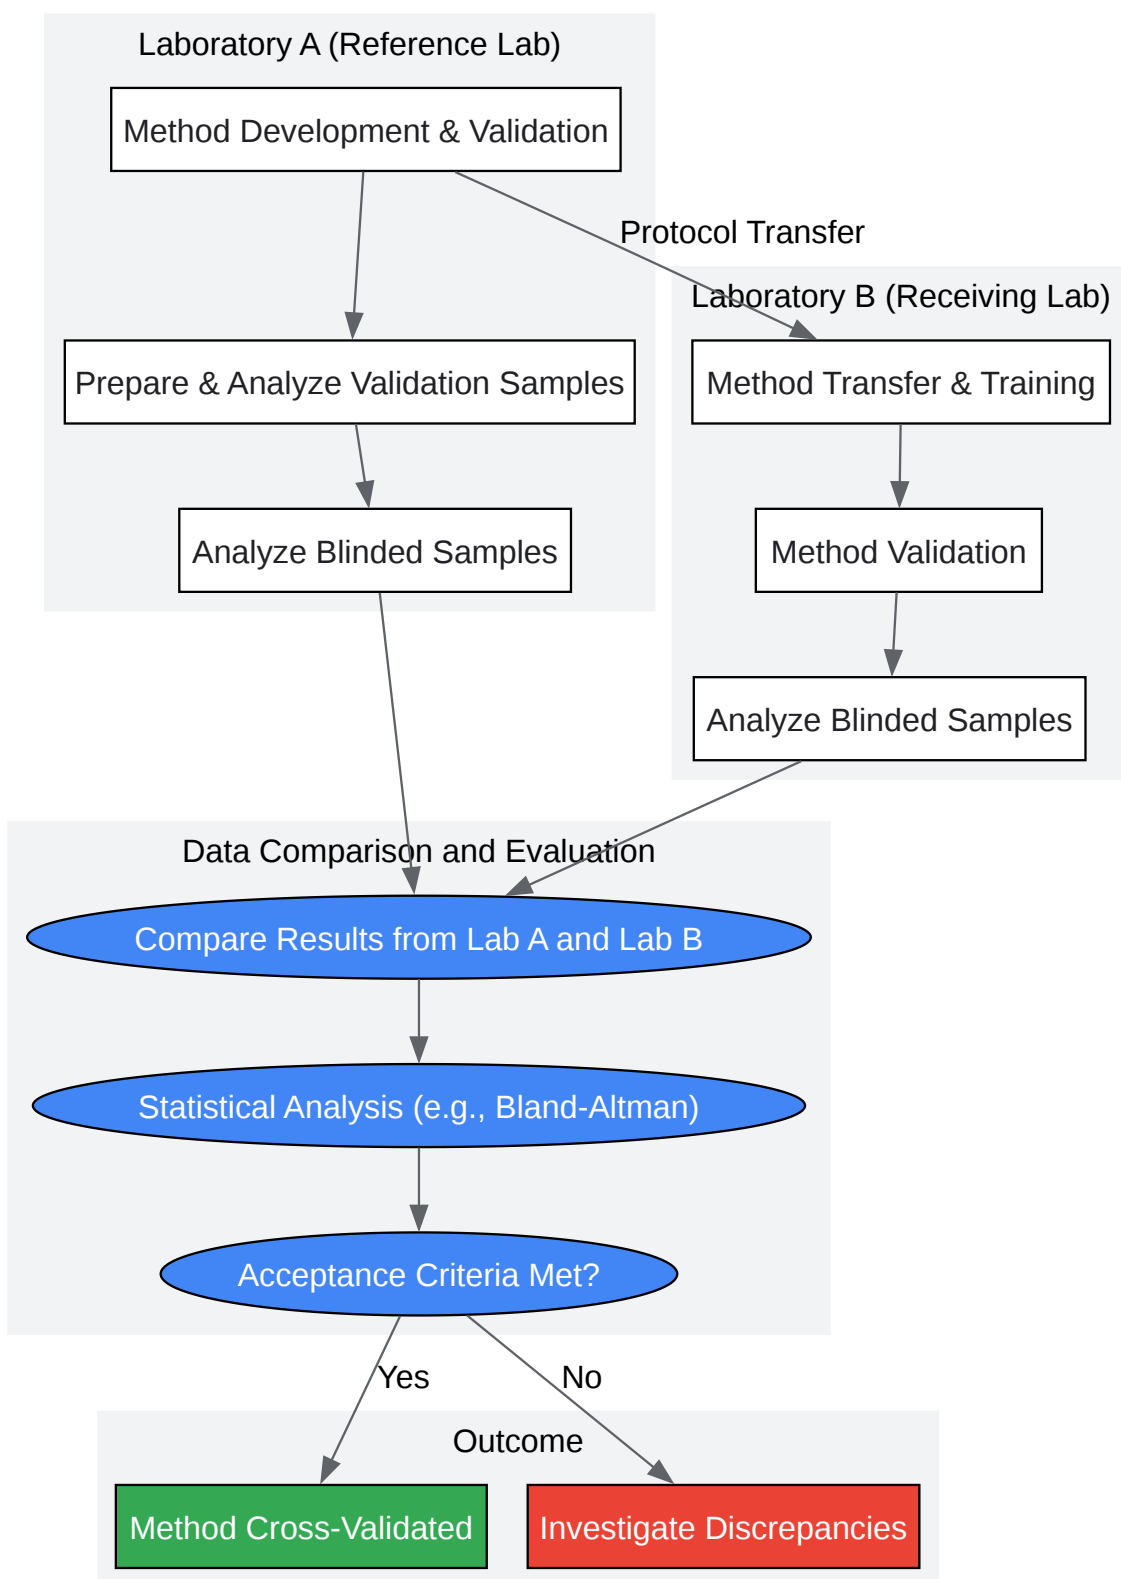 Laboratory A (Reference Lab)
Method Development & Validation
Protocol Transfer
Laboratory B (Receiving Lab)
Prepare & Analyze Validation Samples
Method Transfer & Training
Analyze Blinded Samples
Method Validation
Analyze Blinded Samples
Data Comparison and Evaluation
Compare Results from Lab A and Lab B
Statistical Analysis (e.g., Bland-Altman)
Acceptance Criteria Met?
Yes
No
Outcome
Method Cross-Validated
Investigate Discrepancies